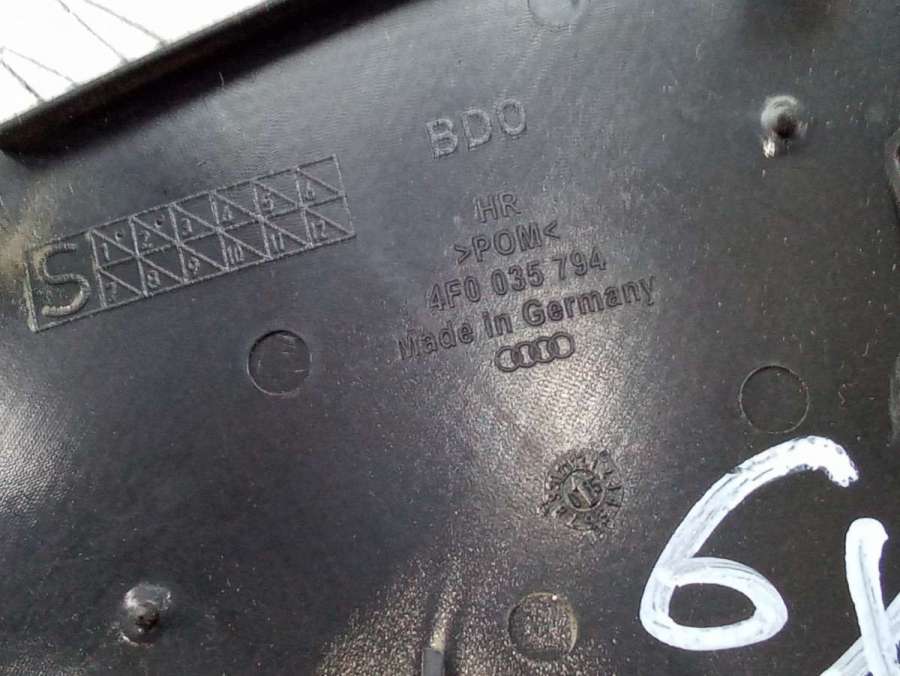 BDO
HR
>POM<
4F0 035 794
Made in Germany
S
1 2 3 4 5 6
7 8 9 10 11 12
6